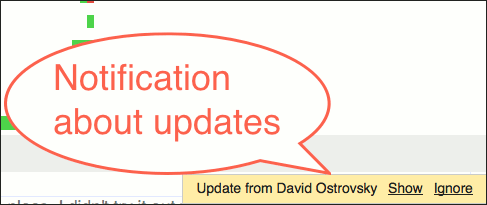 Notification
about updates
Update from David Ostrovsky Show Ignore